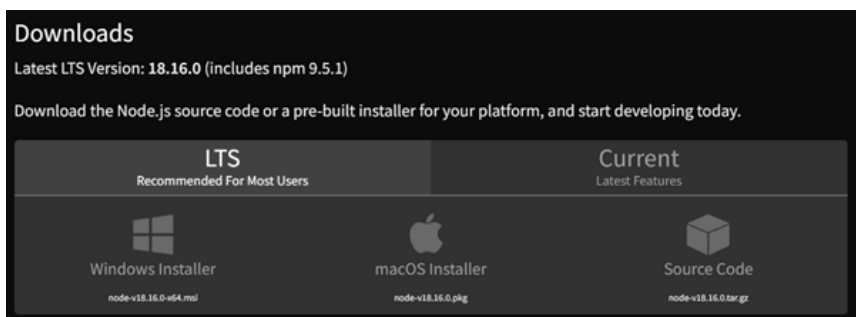 Downloads
Latest LTS Version: 18.16.0 (includes npm 9.5.1)
Download the Node.js source code or a pre-built installer for your platform, and start developing today.
LTS
Recommended For Most Users
Current
Latest Features
Windows Installer
node-v18.16.0-x64.msi
macOS Installer
node-v18.16.0.pkg
Source Code
node-v18.16.0.tar.gz